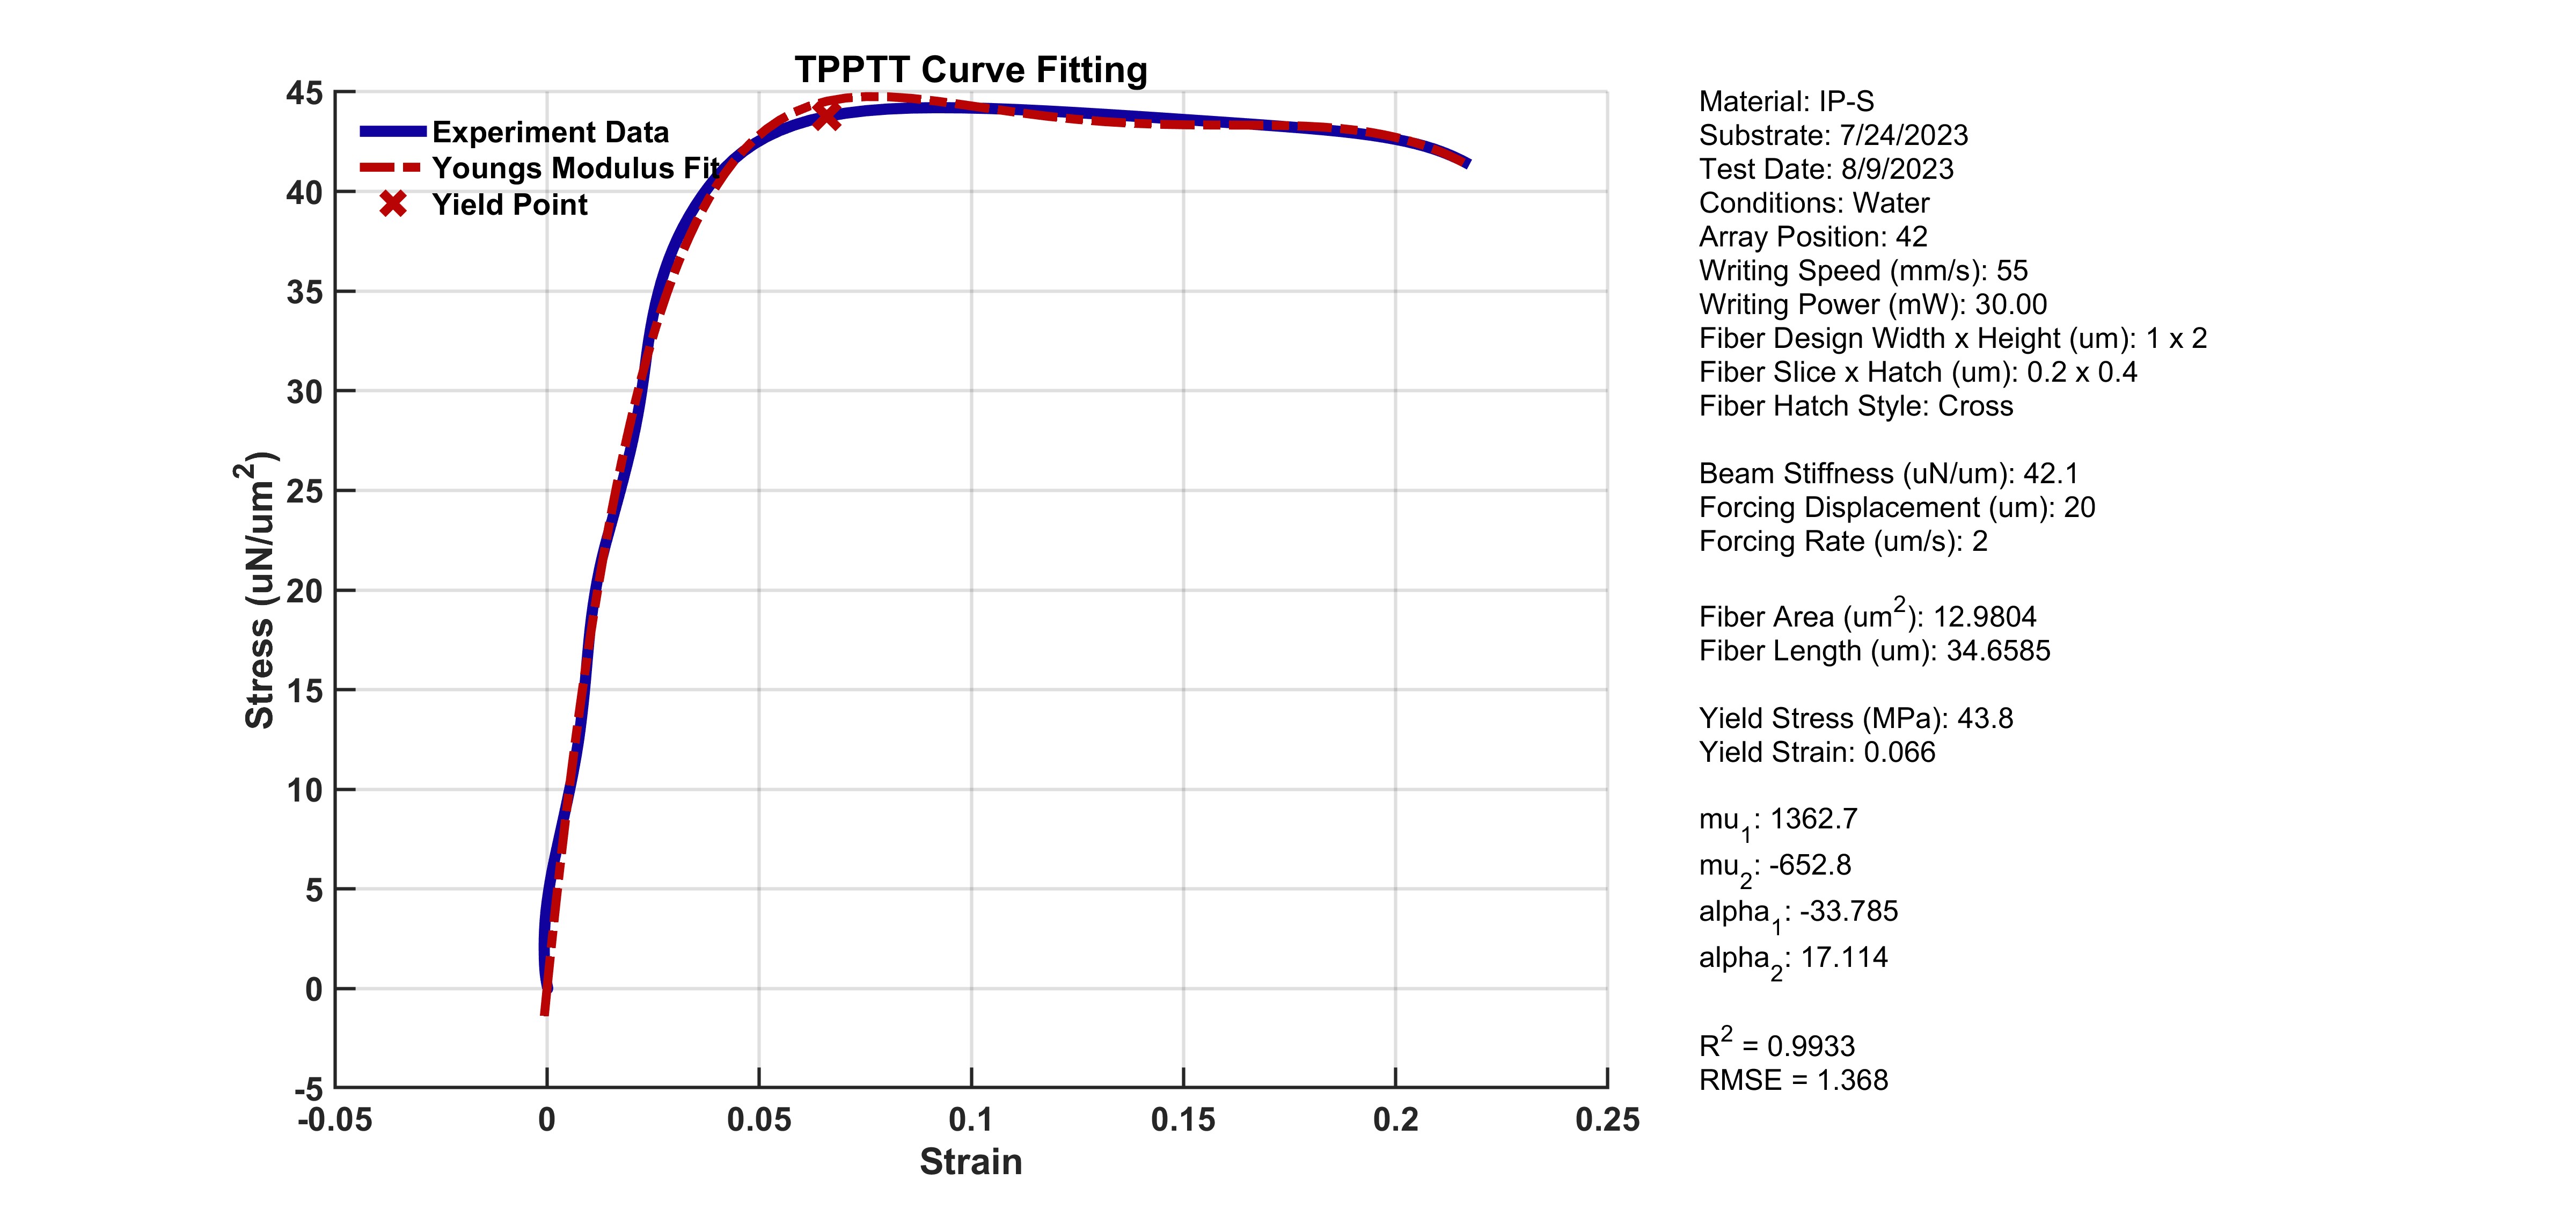 TPPTT Curve Fitting
45
40
35
30
25
20
15
10
5
0
-5
Stress (uN/um²)
Experiment Data
Youngs Modulus Fit
Yield Point
-0.05 0 0.05 0.1 0.15 0.2 0.25
Strain
Material: IP-S
Substrate: 7/24/2023
Test Date: 8/9/2023
Conditions: Water
Array Position: 42
Writing Speed (mm/s): 55
Writing Power (mW): 30.00
Fiber Design Width x Height (um): 1 x 2
Fiber Slice x Hatch (um): 0.2 x 0.4
Fiber Hatch Style: Cross
Beam Stiffness (uN/um): 42.1
Forcing Displacement (um): 20
Forcing Rate (um/s): 2
Fiber Area (um²): 12.9804
Fiber Length (um): 34.6585
Yield Stress (MPa): 43.8
Yield Strain: 0.066
mu₁: 1362.7
mu₂: -652.8
alpha₁: -33.785
alpha₂: 17.114
R² = 0.9933
RMSE = 1.368